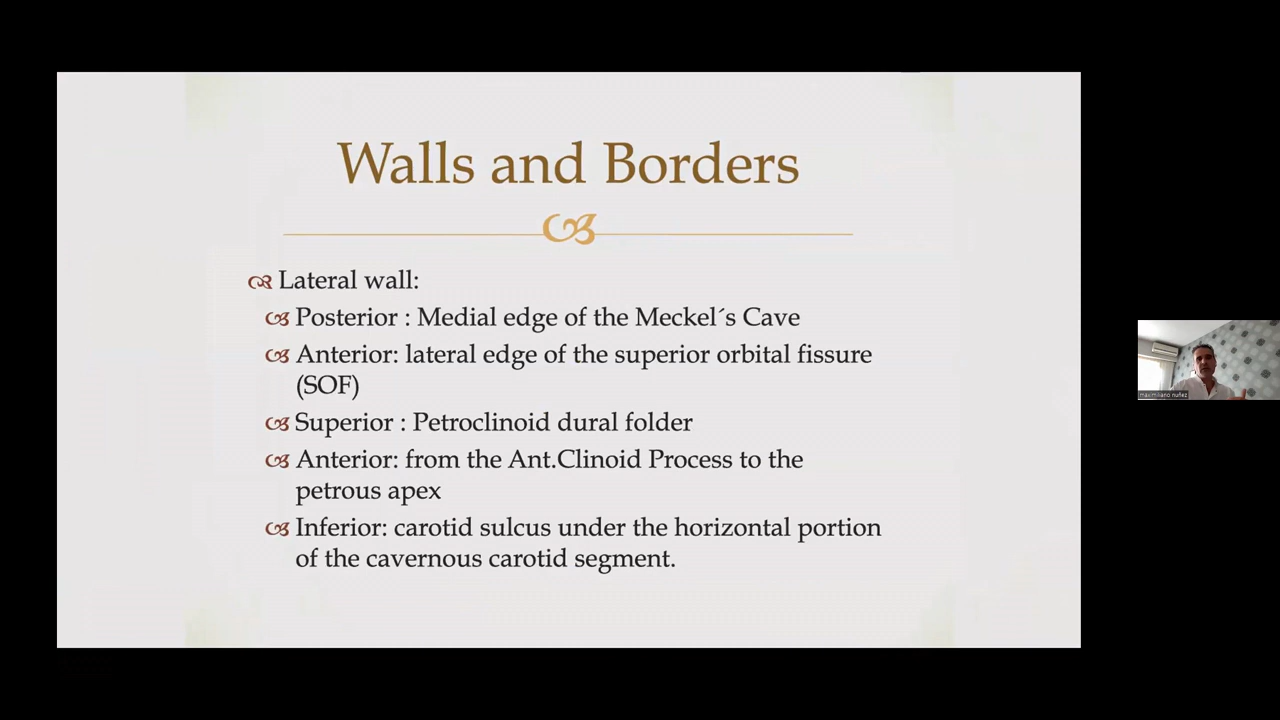 Walls and Borders
Lateral wall:
Posterior : Medial edge of the Meckel´s Cave
Anterior: lateral edge of the superior orbital fissure
(SOF)
Superior : Petroclinoid dural folder
Anterior: from the Ant.Clinoid Process to the
petrous apex
Inferior: carotid sulcus under the horizontal portion
of the cavernous carotid segment.
maximiliano nuñez